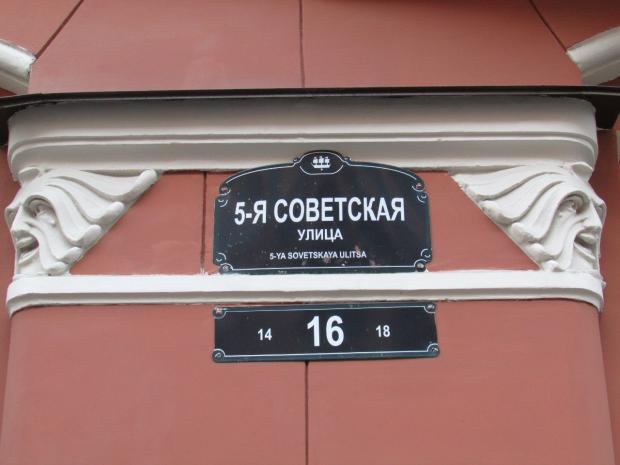 5-Я СОВЕТСКАЯ
УЛИЦА
5-YA SOVETSKAYA ULITSA
14 16 18